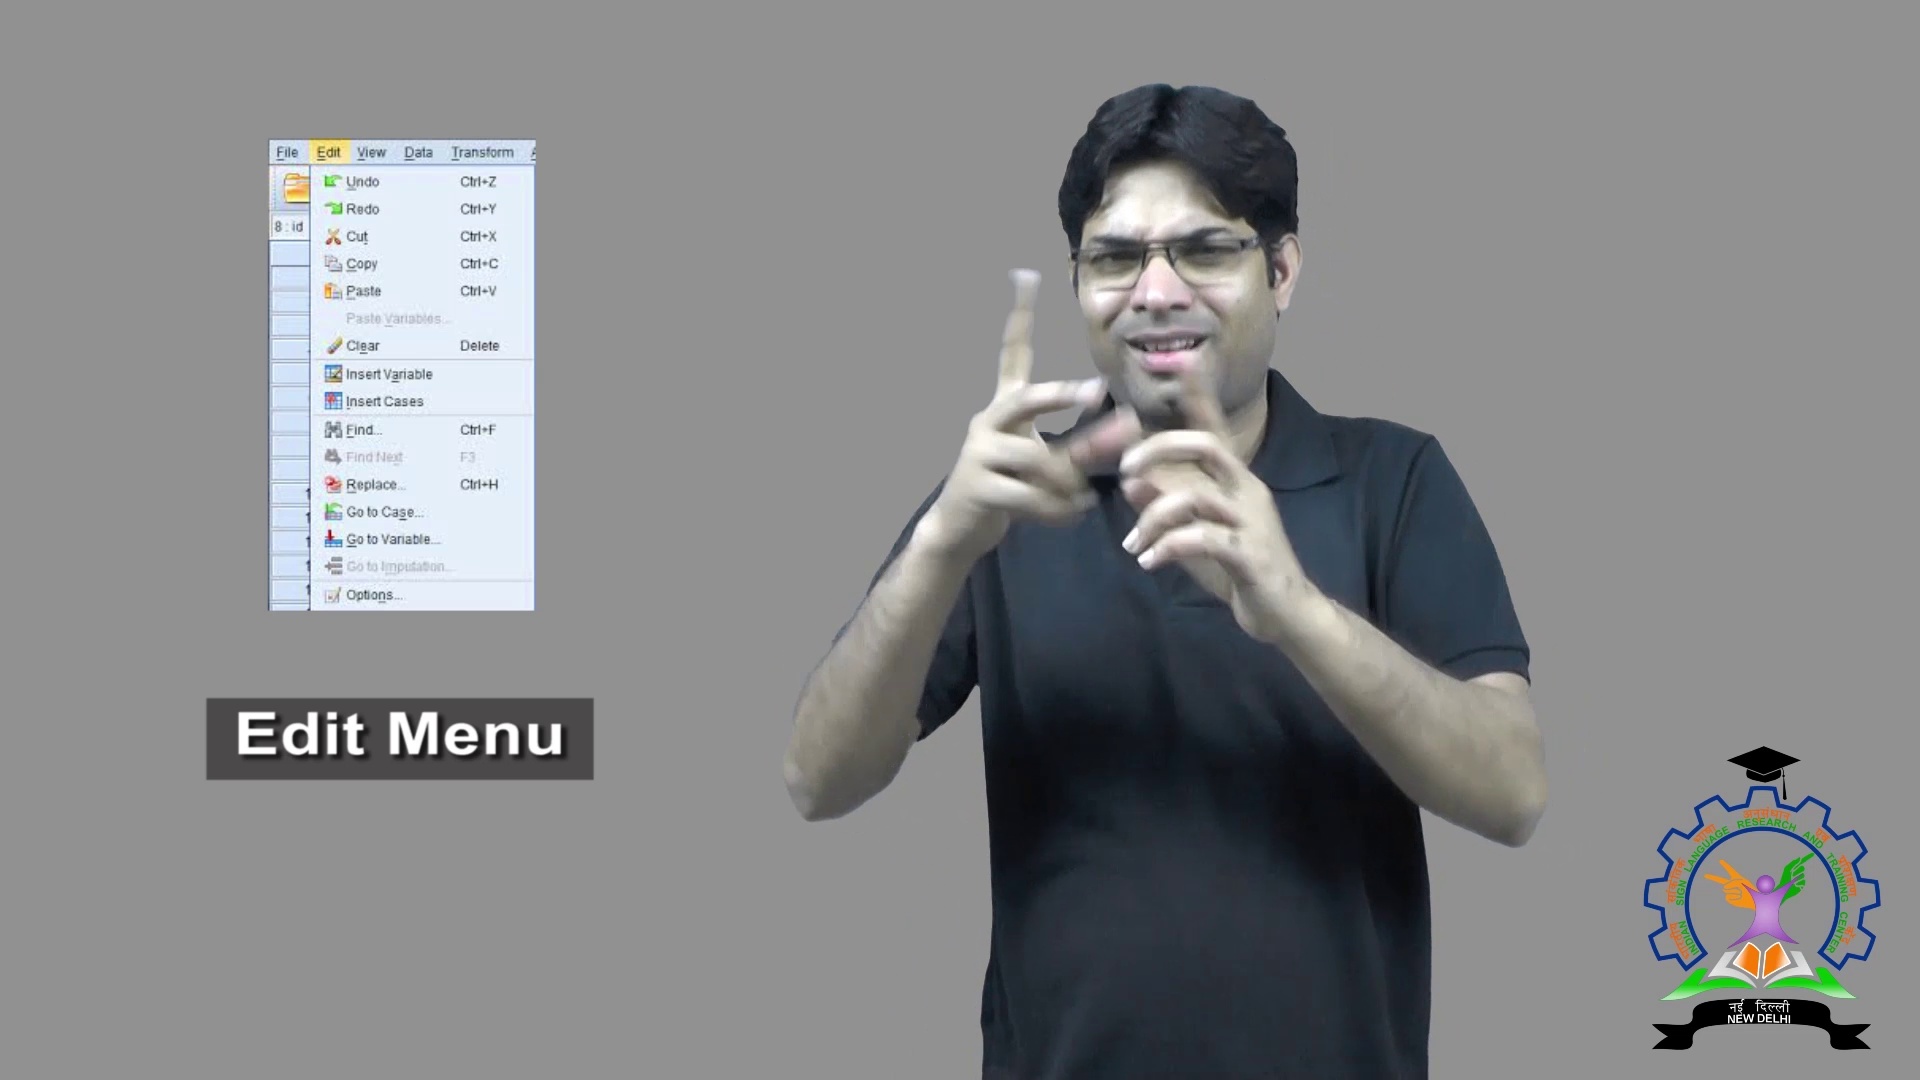 File Edit View Data Transform
8 : id
Undo Ctrl+Z
Redo Ctrl+Y
Cut Ctrl+X
Copy Ctrl+C
Paste Ctrl+V
Paste Variables...
Clear Delete
Insert Variable
Insert Cases
Find... Ctrl+F
Find Next F3
Replace... Ctrl+H
Go to Case...
Go to Variable...
Go to Imputation...
Options...
Edit Menu
INDIAN SIGN LANGUAGE RESEARCH AND TRAINING CENTER
नई दिल्ली
NEW DELHI